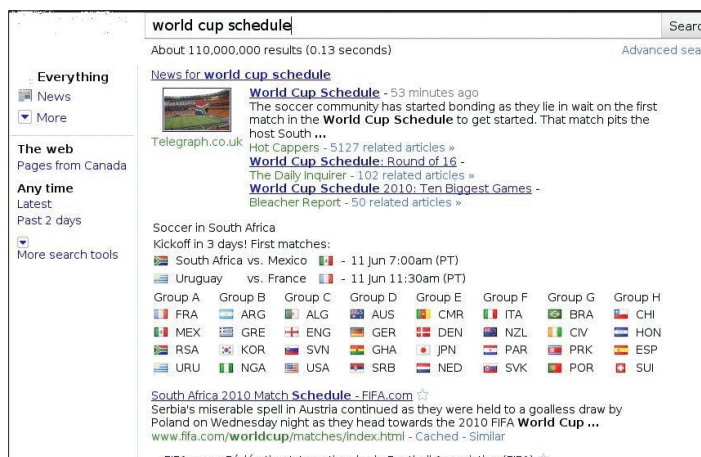 world cup schedule
Search
About 110,000,000 results (0.13 seconds)
Advanced sea
Everything
News
More
The web
Pages from Canada
Any time
Latest
Past 2 days
More search tools
News for world cup schedule
World Cup Schedule - 53 minutes ago
The soccer community has started bonding as they lie in wait on the first
match in the World Cup Schedule to get started. That match pits the
host South ...
Telegraph.co.uk
Hot Cappers - 5127 related articles »
World Cup Schedule: Round of 16 -
The Daily Inquirer - 102 related articles »
World Cup Schedule 2010: Ten Biggest Games -
Bleacher Report - 50 related articles »
Soccer in South Africa
Kickoff in 3 days! First matches:
South Africa vs. Mexico - 11 Jun 7:00am (PT)
Uruguay vs. France - 11 Jun 11:30am (PT)
Group A Group B Group C Group D Group E Group F Group G Group H
FRA ARG ALG AUS CMR ITA BRA CHI
MEX GRE ENG GER DEN NZL CIV HON
RSA KOR SVN GHA JPN PAR PRK ESP
URU NGA USA SRB NED SVK POR SUI
South Africa 2010 Match Schedule - FIFA.com
Serbia's miserable spell in Austria continued as they were held to a goalless draw by
Poland on Wednesday night as they head towards the 2010 FIFA World Cup ...
www.fifa.com/worldcup/matches/index.html - Cached - Similar